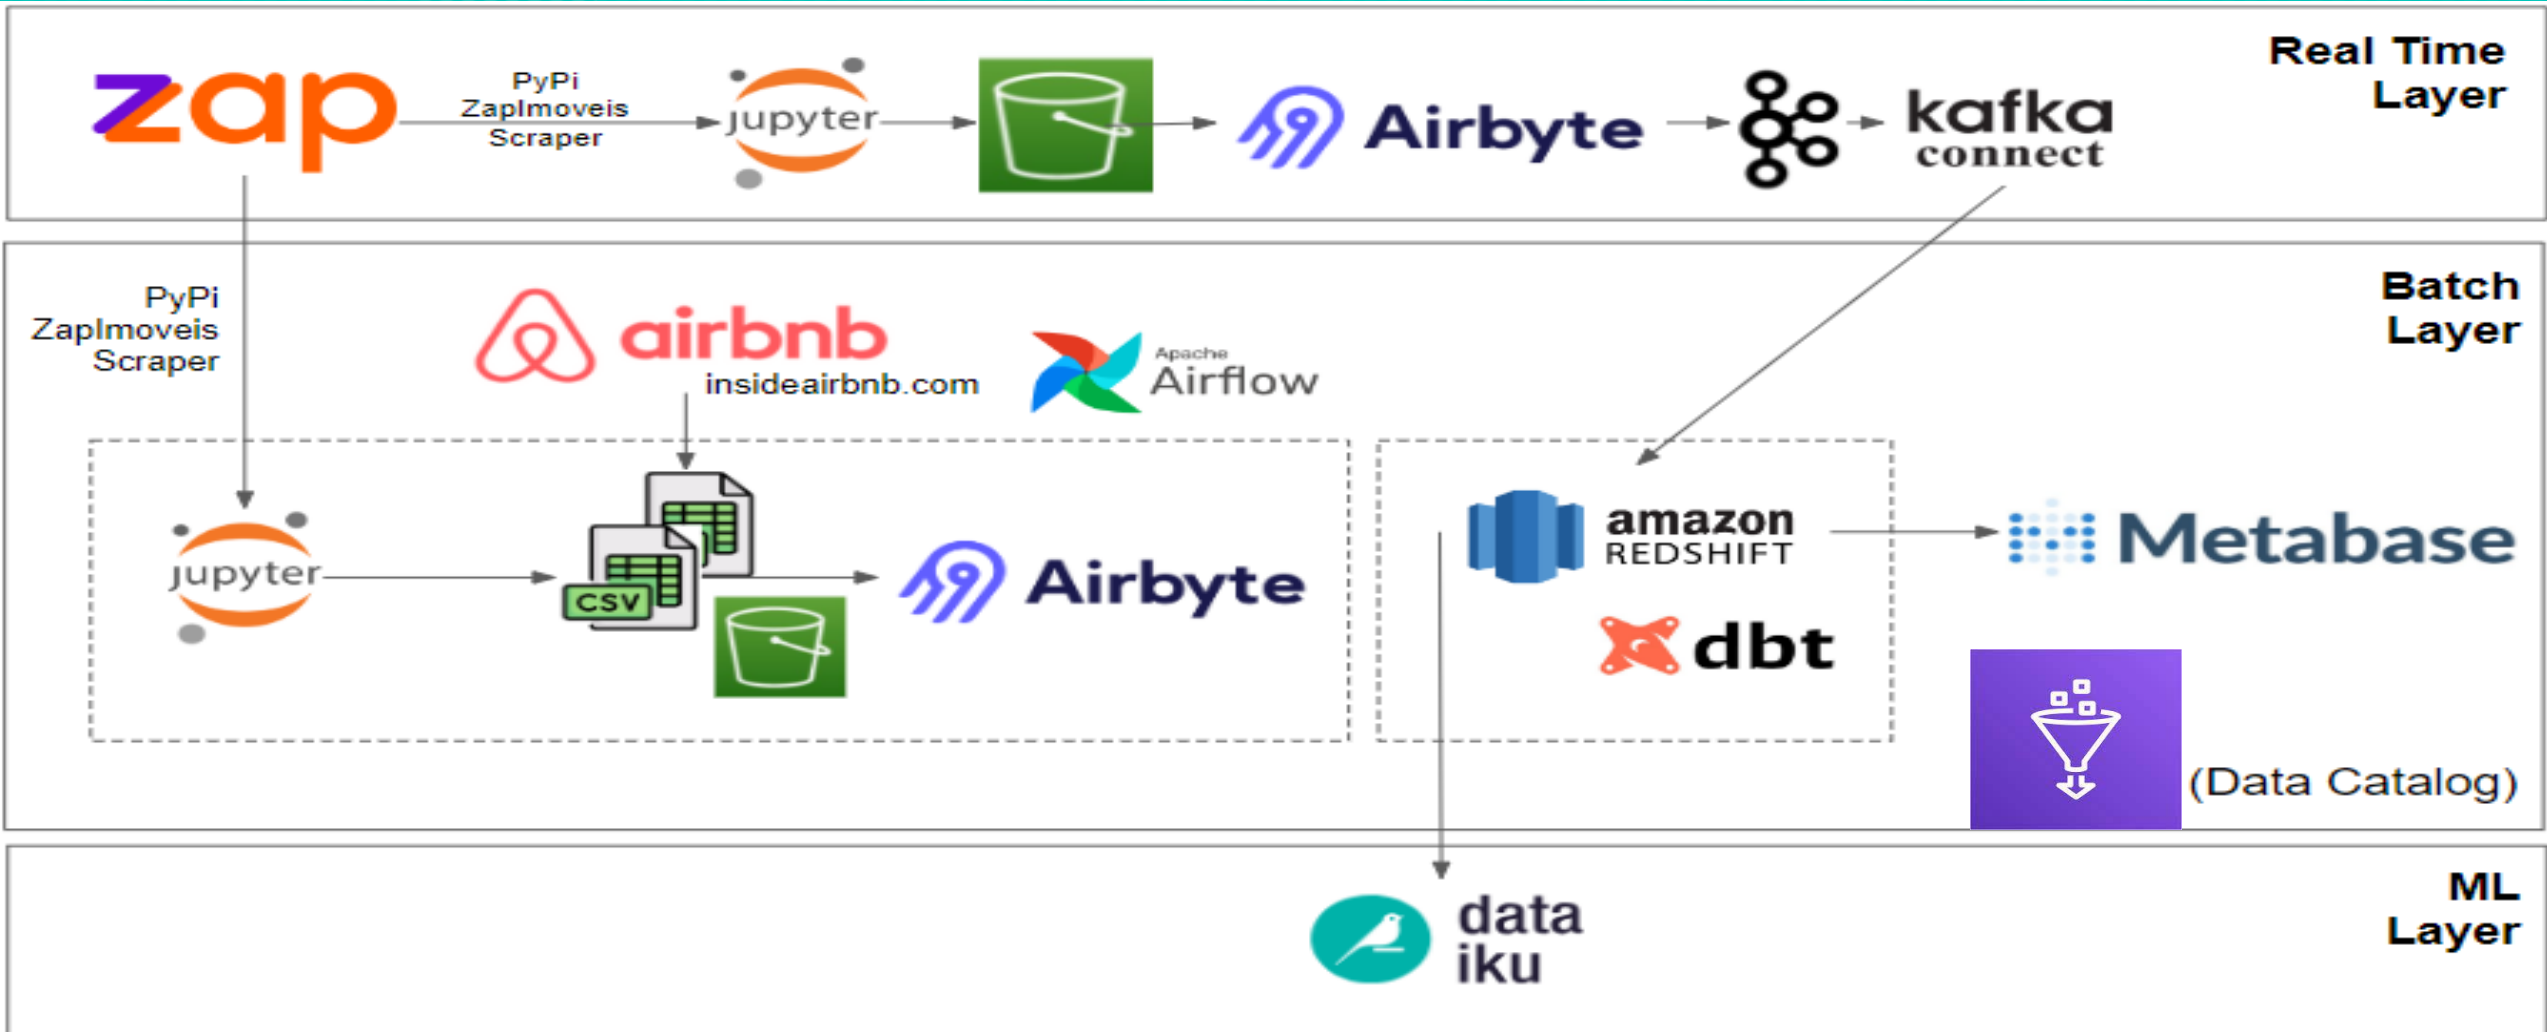 Real Time
Layer
zap
PyPi
ZapImoveis
Scraper
jupyter
Airbyte
kafka
connect
Batch
Layer
PyPi
ZapImoveis
Scraper
airbnb
insideairbnb.com
Apache
Airflow
jupyter
CSV
Airbyte
amazon
REDSHIFT
dbt
Metabase
(Data Catalog)
ML
Layer
data
iku